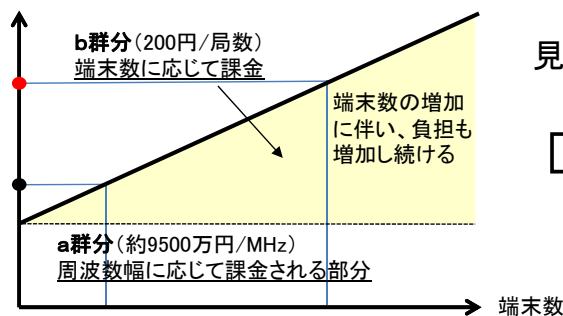 b群分(200円/局数)
端末数に応じて課金
見
端末数の増加
に伴い、負担も
増加し続ける
a群分(約9500万円/MHz)
周波数幅に応じて課金される部分
端末数